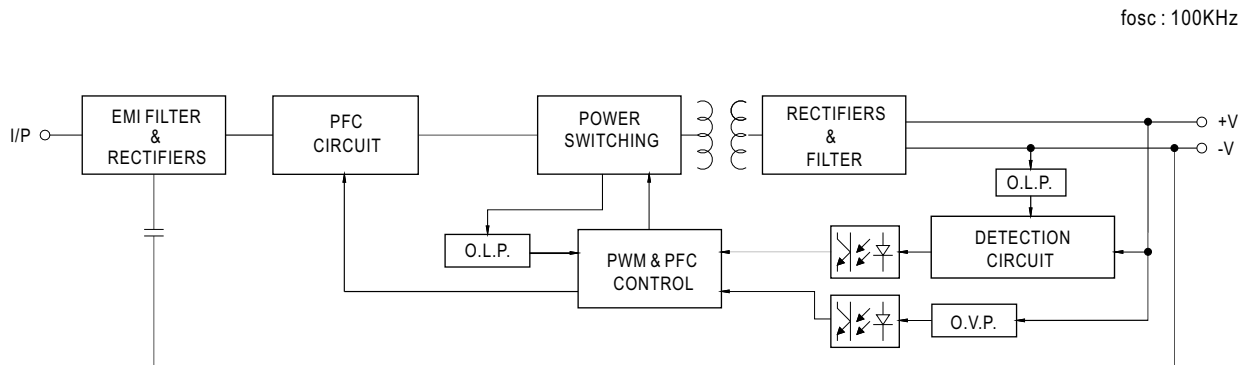 fosc : 100KHz
I/P
EMI FILTER
&
RECTIFIERS
PFC
CIRCUIT
POWER
SWITCHING
RECTIFIERS
&
FILTER
+V
-V
O.L.P.
O.L.P.
PWM & PFC
CONTROL
DETECTION
CIRCUIT
O.V.P.